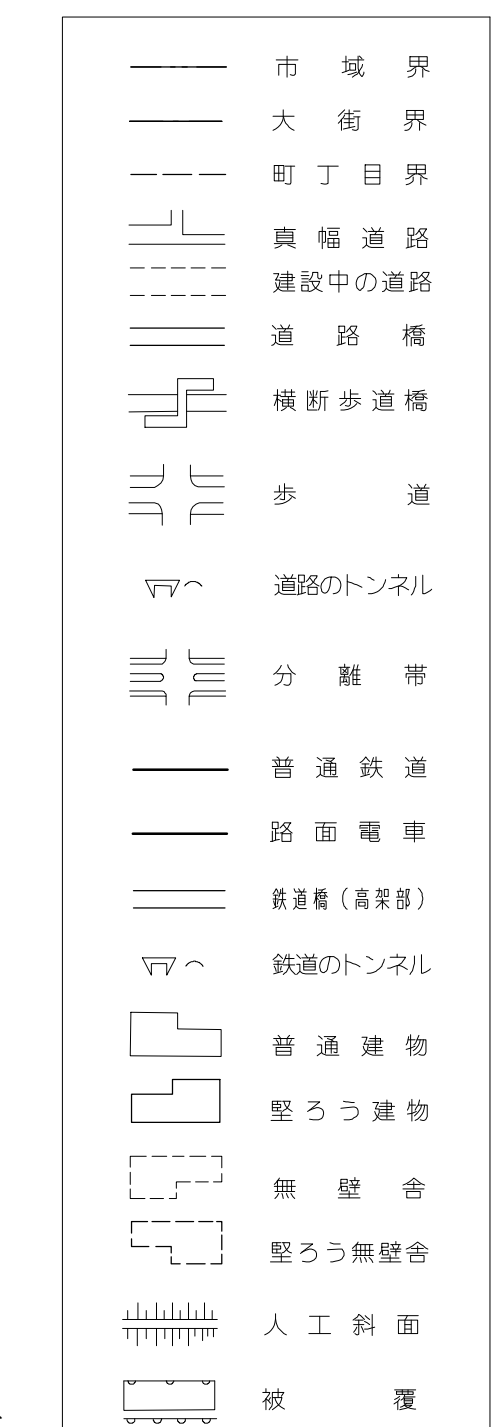 市域界
大街界
町丁目界
真幅道路
建設中の道路
道路橋
横断歩道橋
歩道
道路のトンネル
分離帯
普通鉄道
路面電車
鉄道橋（高架部）
鉄道のトンネル
普通建物
堅ろう建物
無壁舎
堅ろう無壁舎
人工斜面
被覆